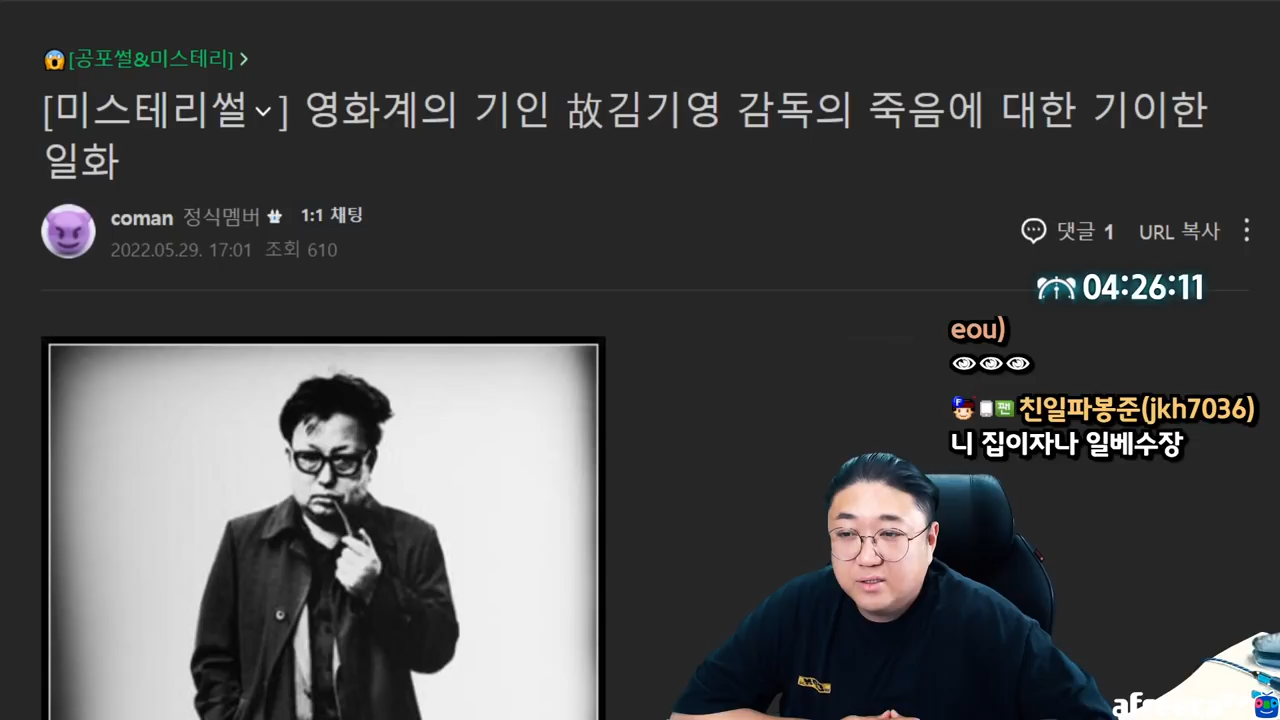 [공포썰&미스테리] >
[미스테리썰] 영화계의 기인 故김기영 감독의 죽음에 대한 기이한
일화
coman 정식멤버 1:1 채팅
2022.05.29. 17:01 조회 610
댓글 1 URL 복사
04:26:11
eou)
친일파봉준(jkh7036)
니 집이자나 일베수장